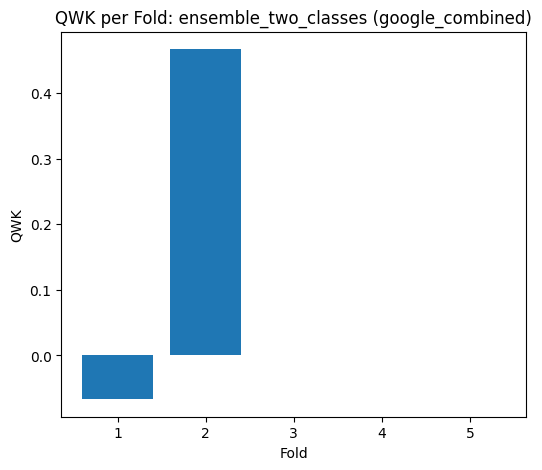 QWK per Fold: ensemble_two_classes (google_combined)
0.4
0.3
0.2
0.1
0.0
QWK
1 2 3 4 5
Fold